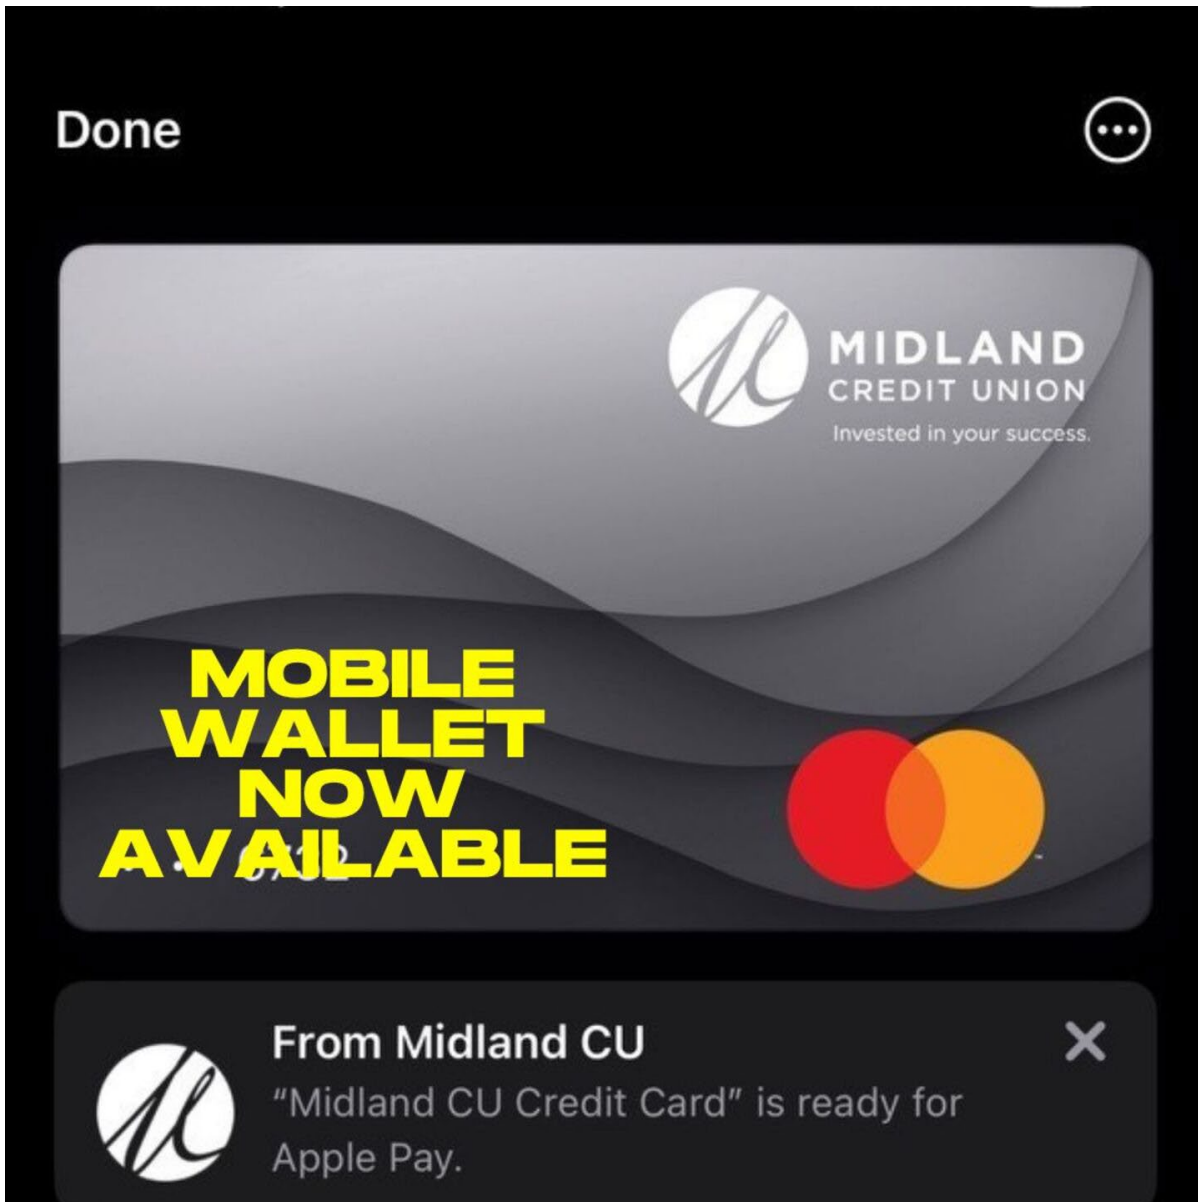 Done
MIDLAND
CREDIT UNION
Invested in your success.
MOBILE
WALLET
NOW
AVAILABLE
From Midland CU
“Midland CU Credit Card” is ready for
Apple Pay.